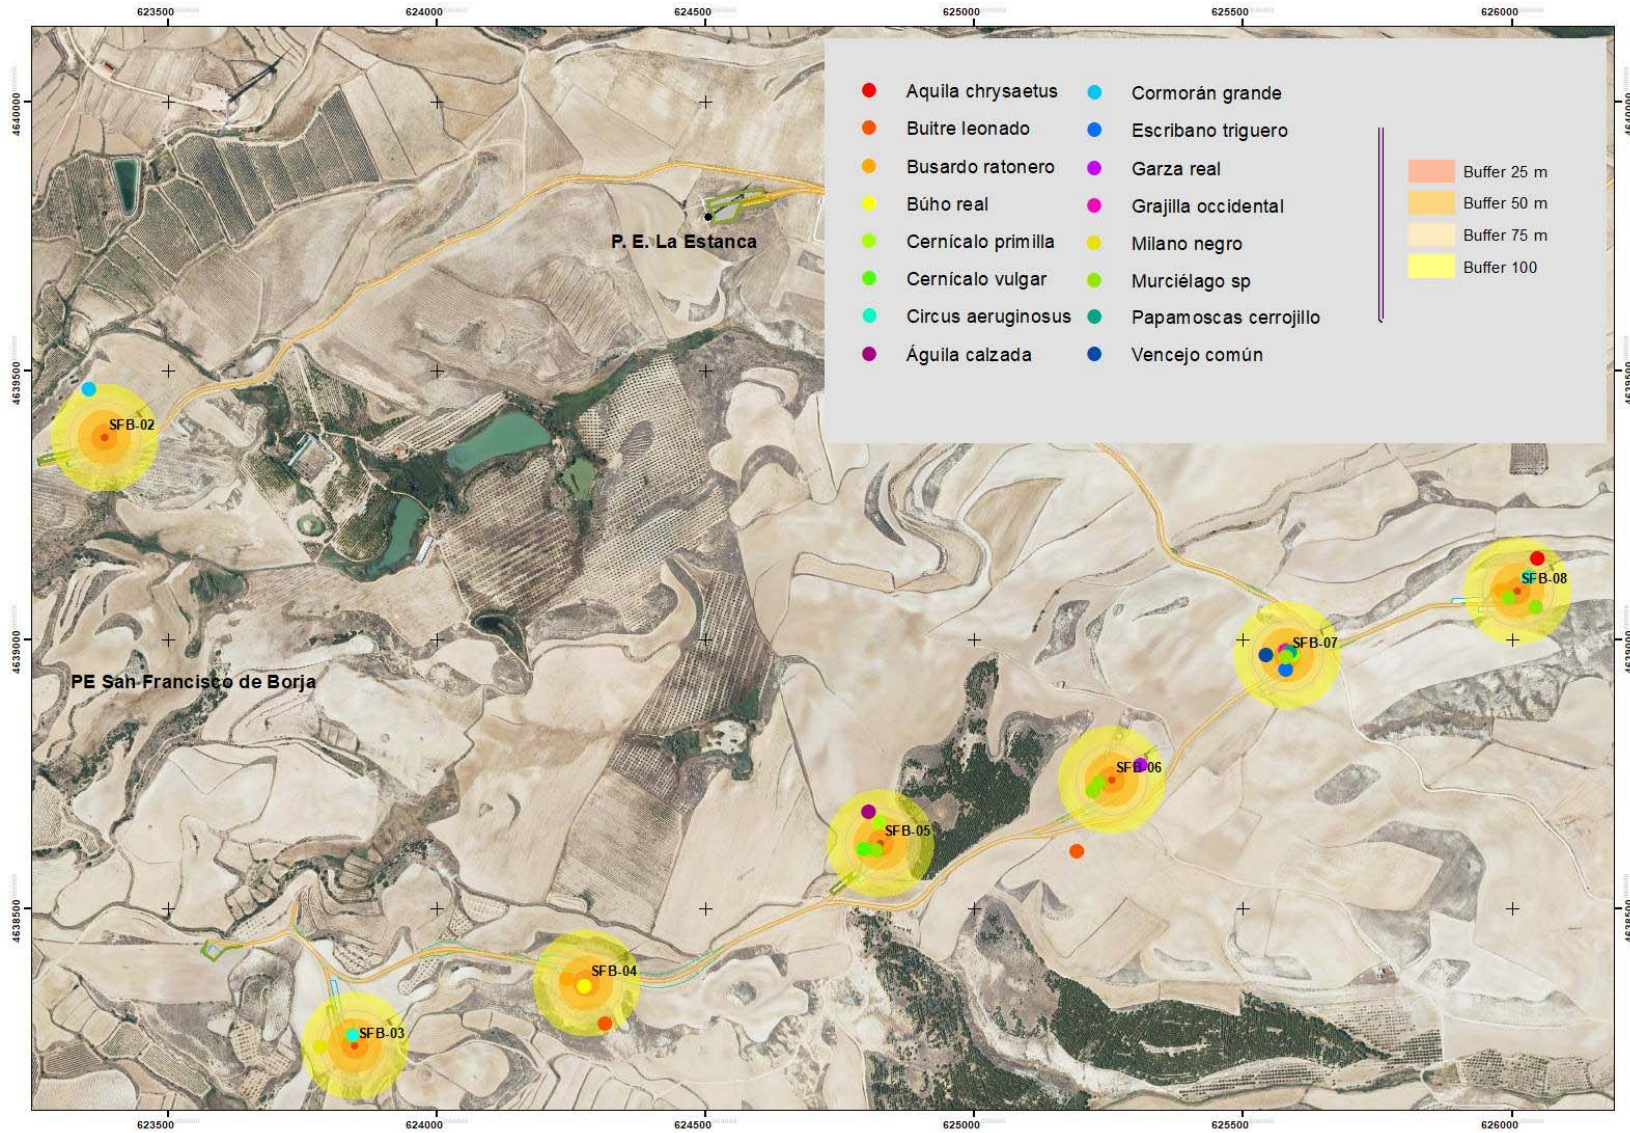 623500
624000
624500
625000
625500
626000
4640000
4640000
Aquila chrysaetus
Buitre leonado
Busardo ratonero
Búho real
Cernícalo primilla
Cernícalo vulgar
Circus aeruginosus
Águila calzada
Cormorán grande
Escribano triguero
Garza real
Grajilla occidental
Milano negro
Murciélago sp
Papamoscas cerrojillo
Vencejo común
Buffer 25 m
Buffer 50 m
Buffer 75 m
Buffer 100
P. E. La Estanca
4639500
4639500
SFB-02
SFB-08
4639000
4639000
SFB-07
PE San Francisco de Borja
SFB-06
SFB-05
4638500
4638500
SFB-04
SFB-03
623500
624000
624500
625000
625500
626000